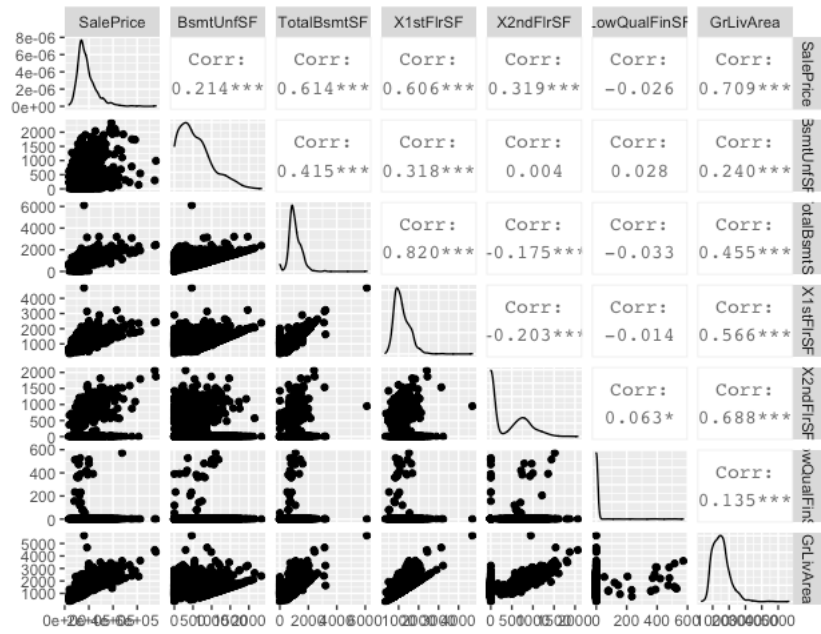 SalePrice BsmtUnfSF TotalBsmtSF X1stFlrSF X2ndFlrSF owQualFinSF GrLivArea
8e-06
6e-06
4e-06
2e-06
0e+00
Corr: Corr: Corr: Corr: Corr: Corr:
0.214*** 0.614*** 0.606*** 0.319*** -0.026 0.709***
SalePrice
2000
1500
1000
500
0
Corr: Corr: Corr: Corr: Corr:
0.415*** 0.318*** 0.004 0.028 0.240***
BsmtUnfSF
6000
4000
2000
0
Corr: Corr: Corr: Corr:
0.820*** -0.175*** -0.033 0.455***
otalBsmtS
4000
3000
2000
1000
Corr: Corr: Corr:
-0.203*** -0.014 0.566***
X1stFlrSF
2000
1500
1000
500
0
Corr: Corr:
0.063* 0.688***
X2ndFlrSF
600
400
200
0
Corr:
0.135***
wQualFinS
5000
4000
3000
2000
1000
GrLivArea
0 2000 4000 6000
0 200 400 600